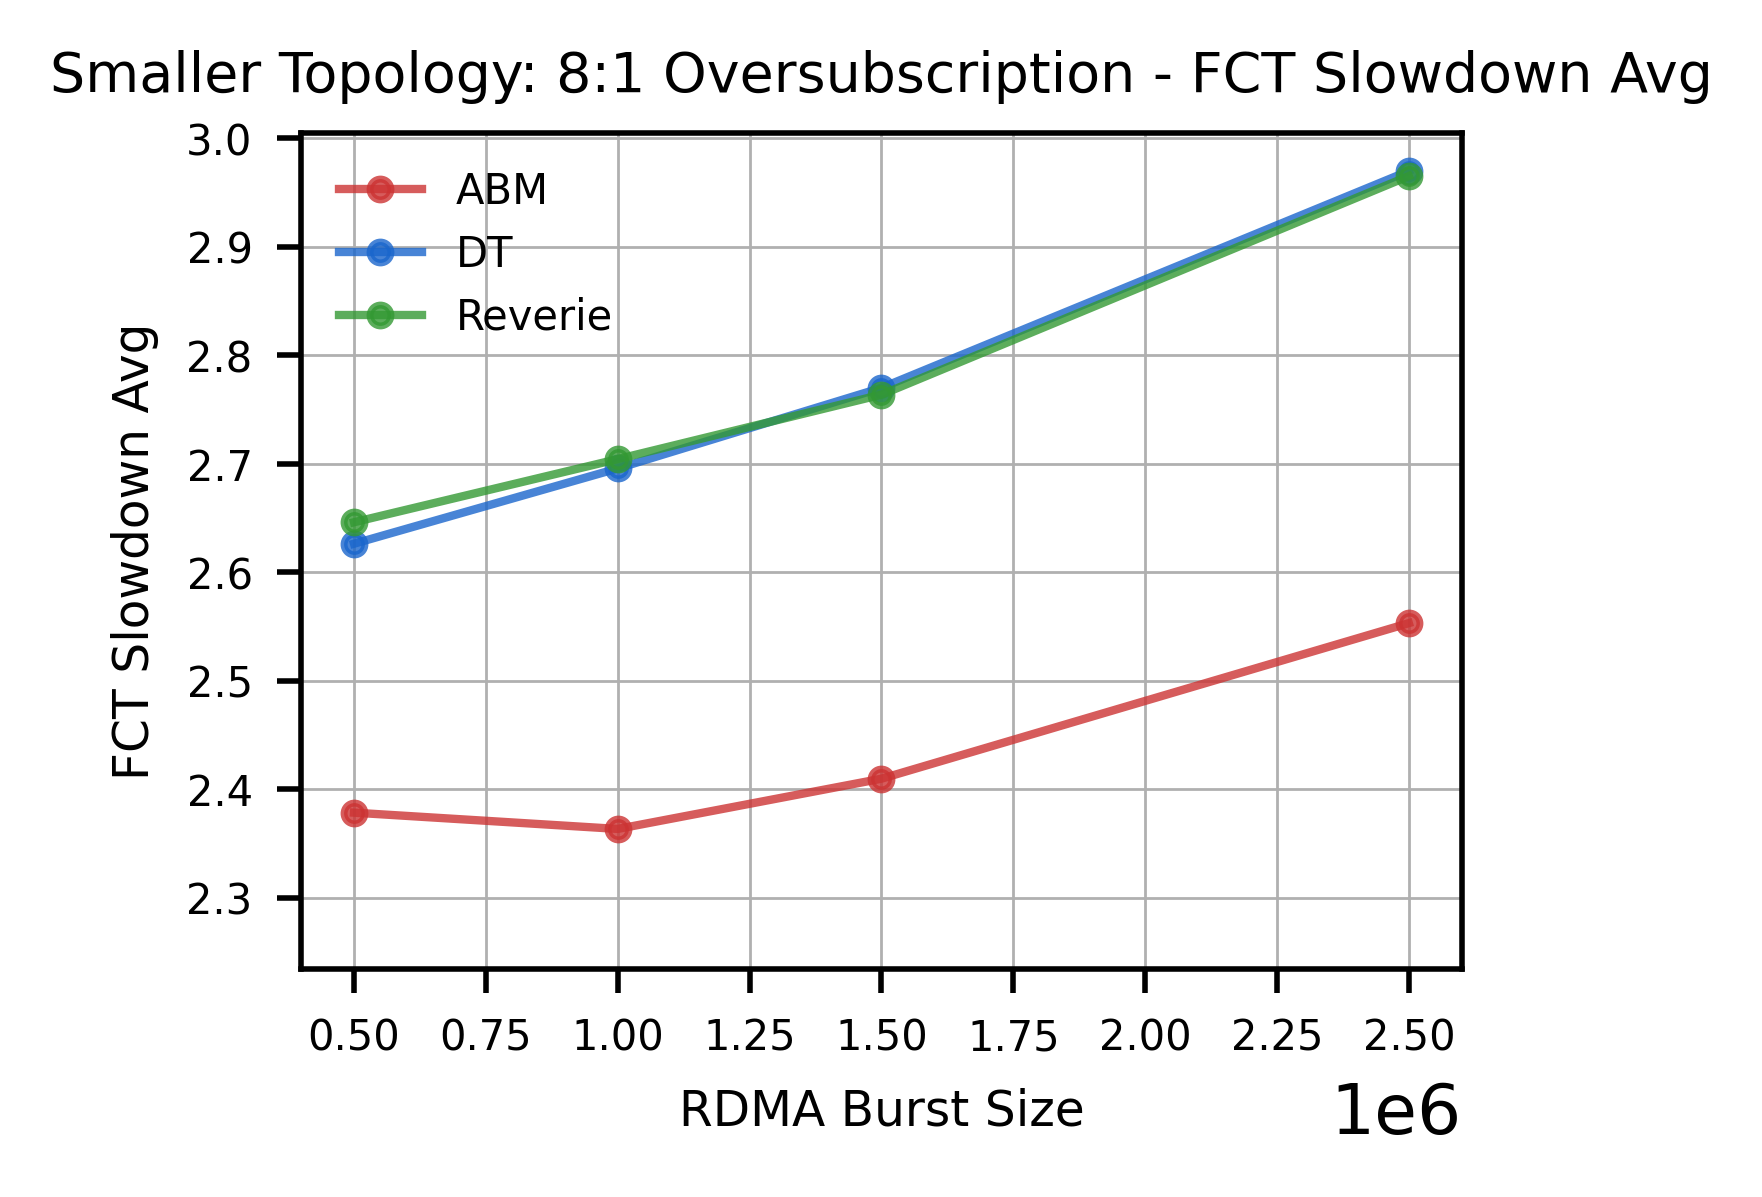 Smaller Topology: 8:1 Oversubscription - FCT Slowdown Avg
3.0
2.9
2.8
2.7
2.6
2.5
2.4
2.3
FCT Slowdown Avg
ABM
DT
Reverie
0.50 0.75 1.00 1.25 1.50 1.75 2.00 2.25 2.50
RDMA Burst Size
1e6